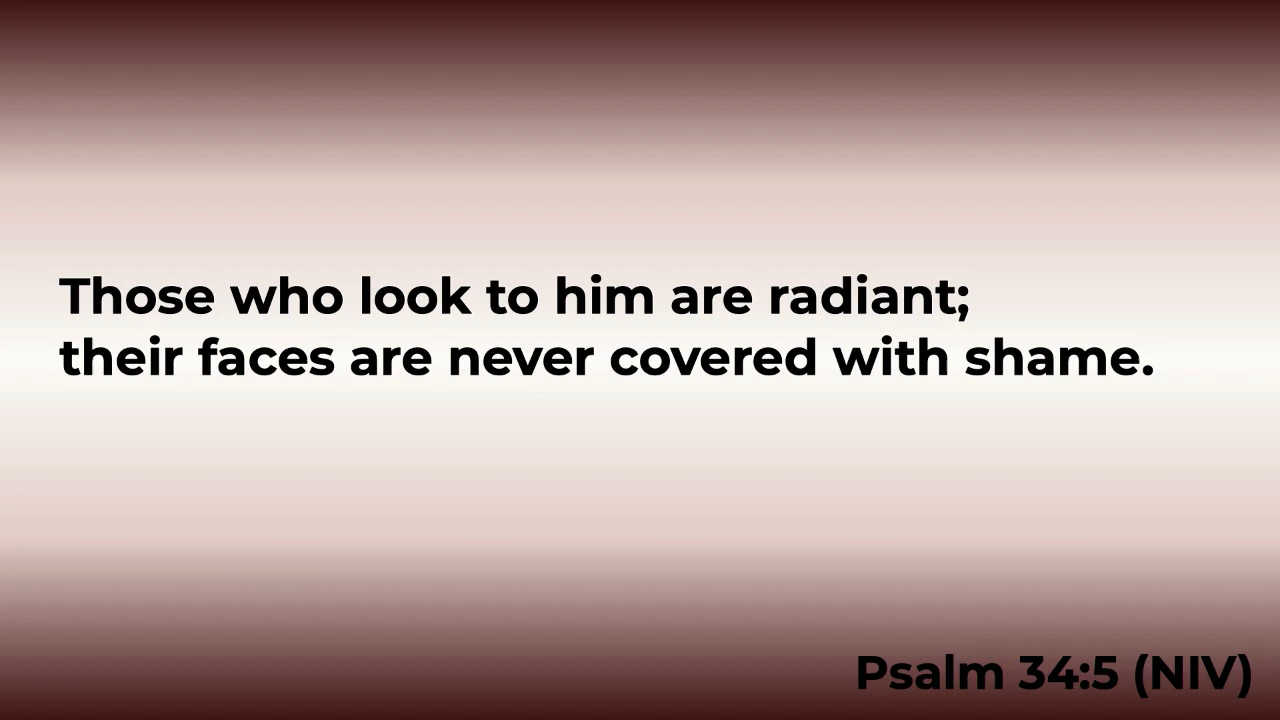 Those who look to him are radiant;
their faces are never covered with shame.
Psalm 34:5 (NIV)